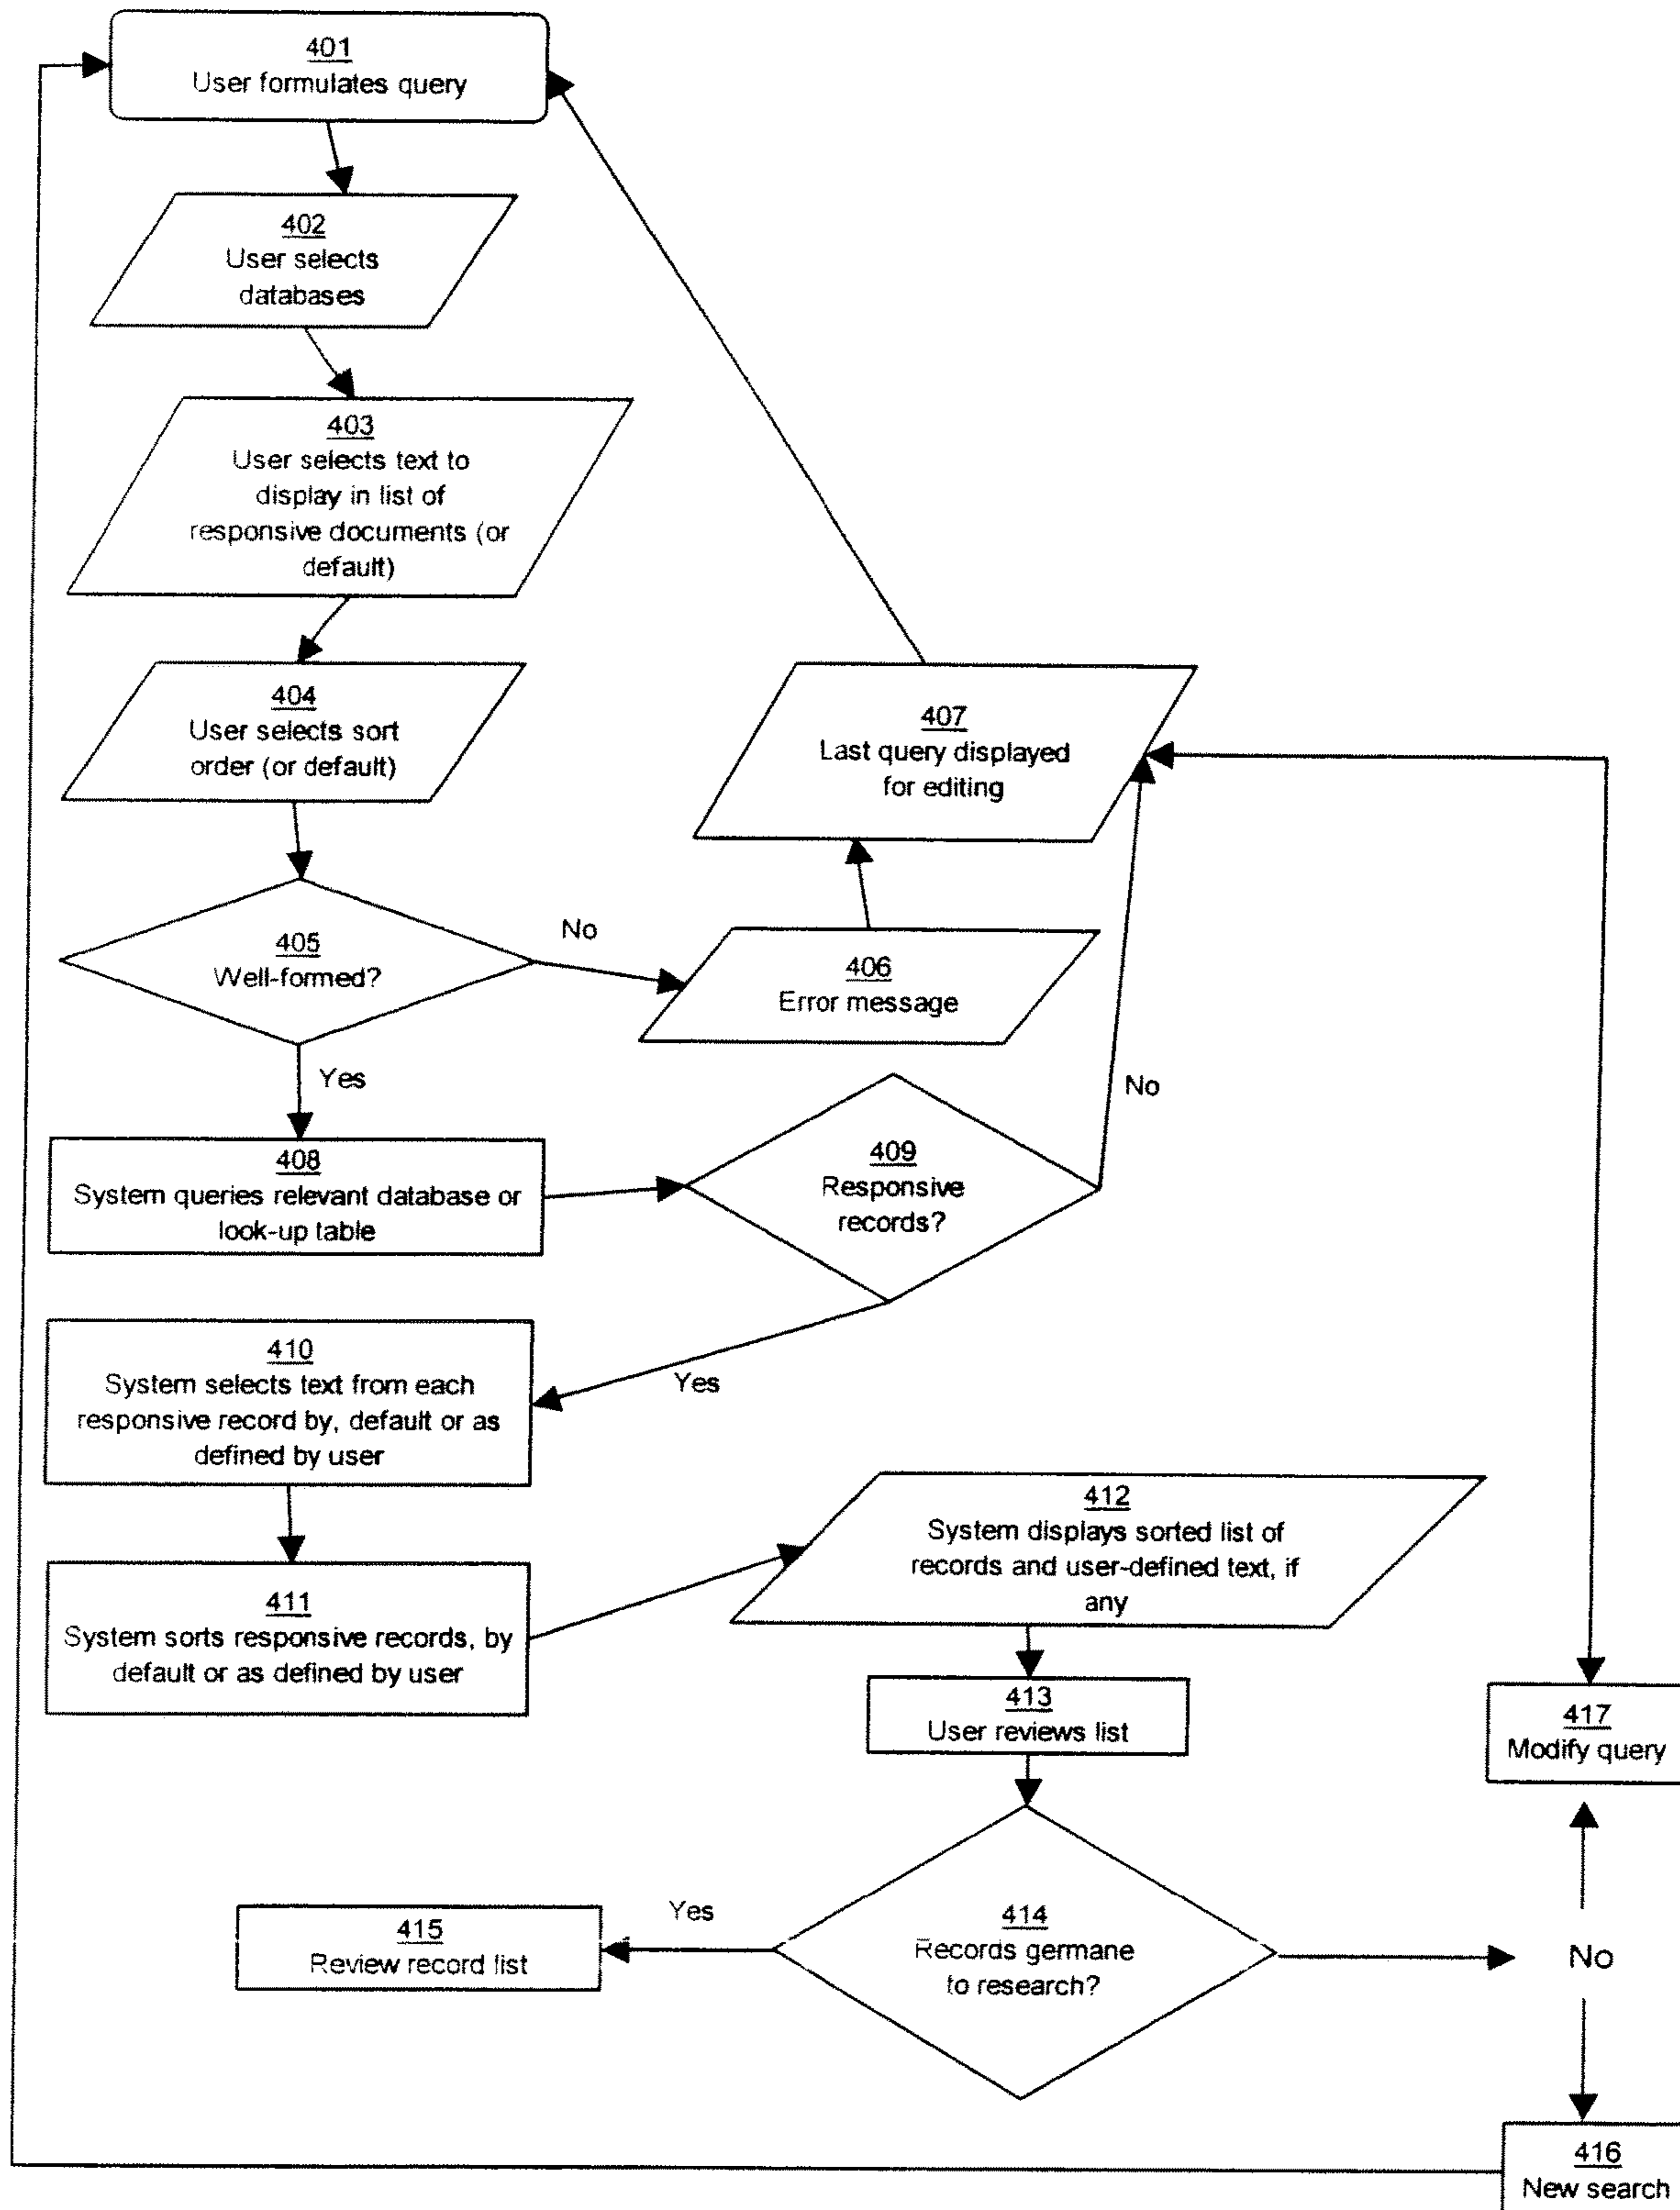 401
User formulates query
402
User selects
databases
403
User selects text to
display in list of
responsive documents (or
default)
404
User selects sort
order (or default)
407
Last query displayed
for editing
405
Well-formed?
No
406
Error message
Yes
408
System queries relevant database or
look-up table
409
Responsive
records?
No
Yes
410
System selects text from each
responsive record by, default or as
defined by user
411
System sorts responsive records, by
default or as defined by user
412
System displays sorted list of
records and user-defined text, if
any
413
User reviews list
417
Modify query
414
Records germane
to research?
Yes
415
Review record list
No
416
New search